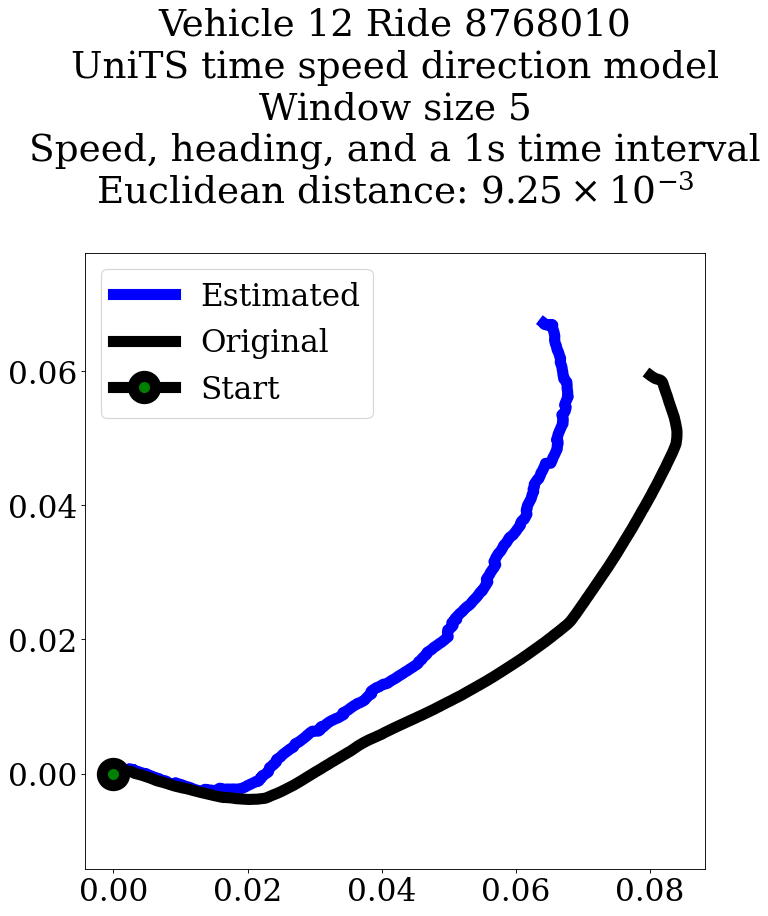 Vehicle 12 Ride 8768010
UniTS time speed direction model
Window size 5
Speed, heading, and a 1s time interval
Euclidean distance: 9.25 × 10⁻³
Estimated
Original
Start
0.06
0.04
0.02
0.00
0.00 0.02 0.04 0.06 0.08